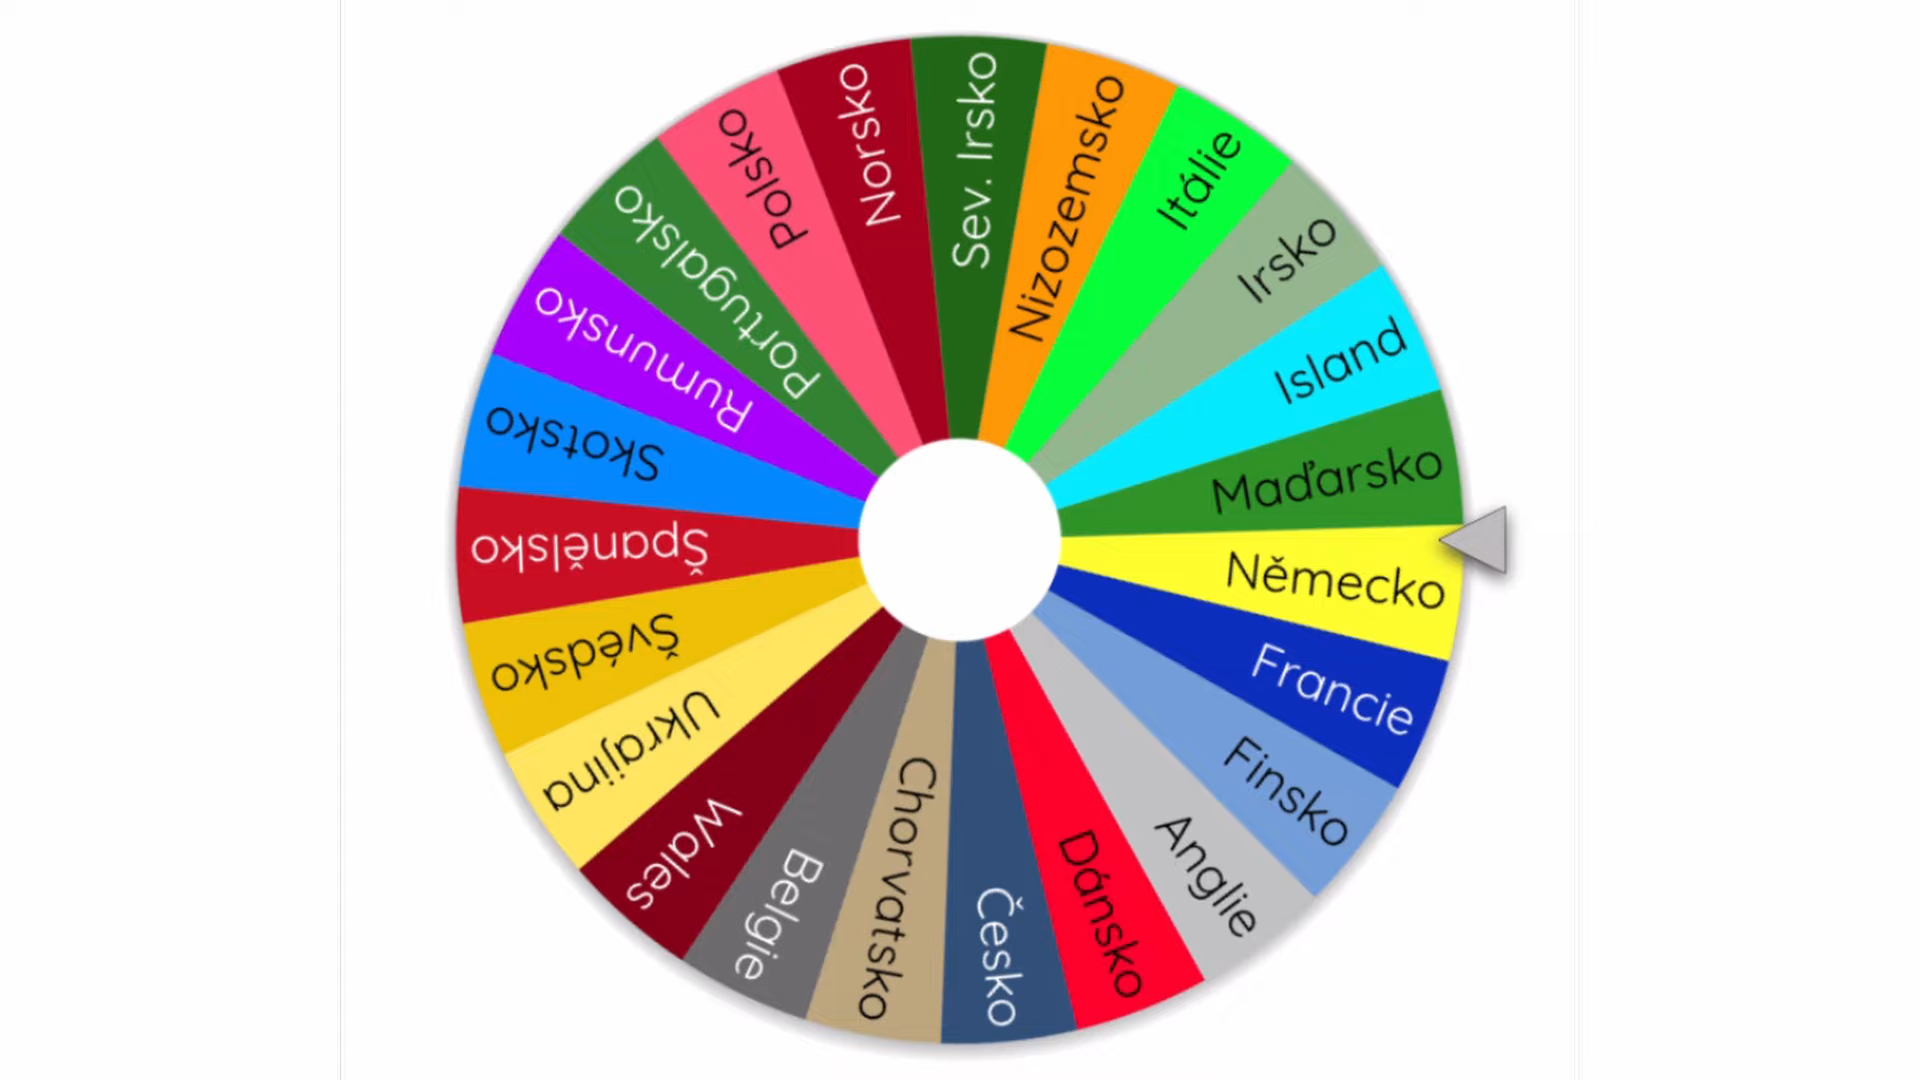 Sev. Irsko
Nizozemsko
Itálie
Irsko
Island
Maďarsko
Německo
Francie
Finsko
Anglie
Dánsko
Česko
Chorvatsko
Belgie
Wales
Ukrajina
Švédsko
Španělsko
Skotsko
Rumunsko
Portugalsko
Polsko
Norsko